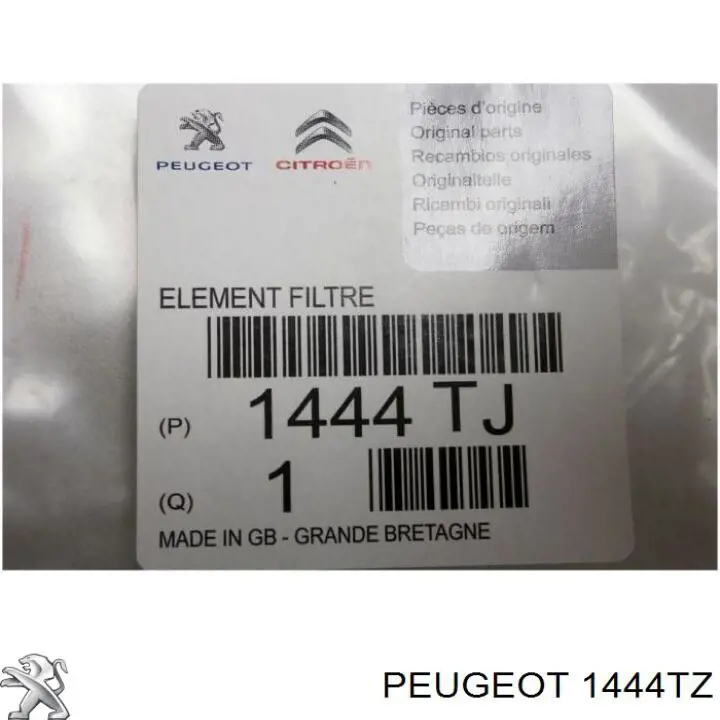 PEUGEOT
CITROËN
Pièces d'origine
Original parts
Recambios originales
Originalteile
Ricambi originali
Peças de origem
ELEMENT FILTRE
(P) 1444 TJ
(Q) 1
MADE IN GB - GRANDE BRETAGNE
PEUGEOT 1444TZ